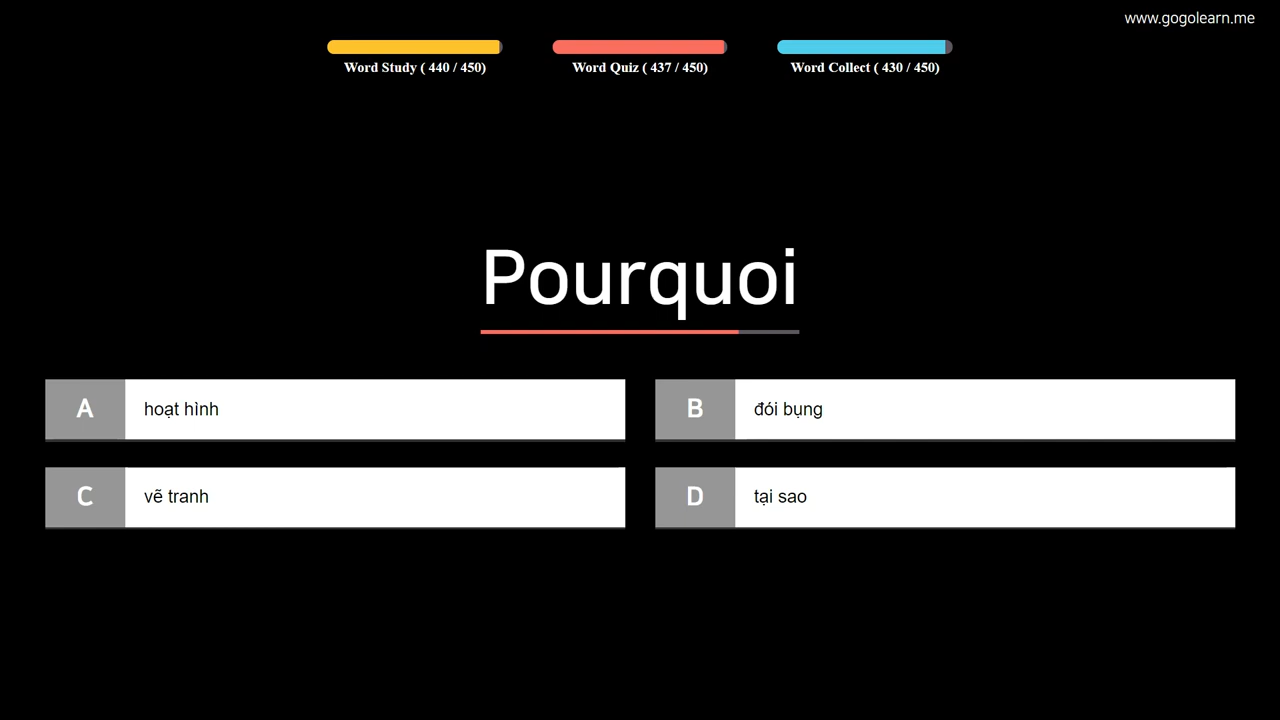 www.gogolearn.me
Word Study ( 440 / 450)
Word Quiz ( 437 / 450)
Word Collect ( 430 / 450)
Pourquoi
A hoạt hình
B đói bụng
C vẽ tranh
D tại sao